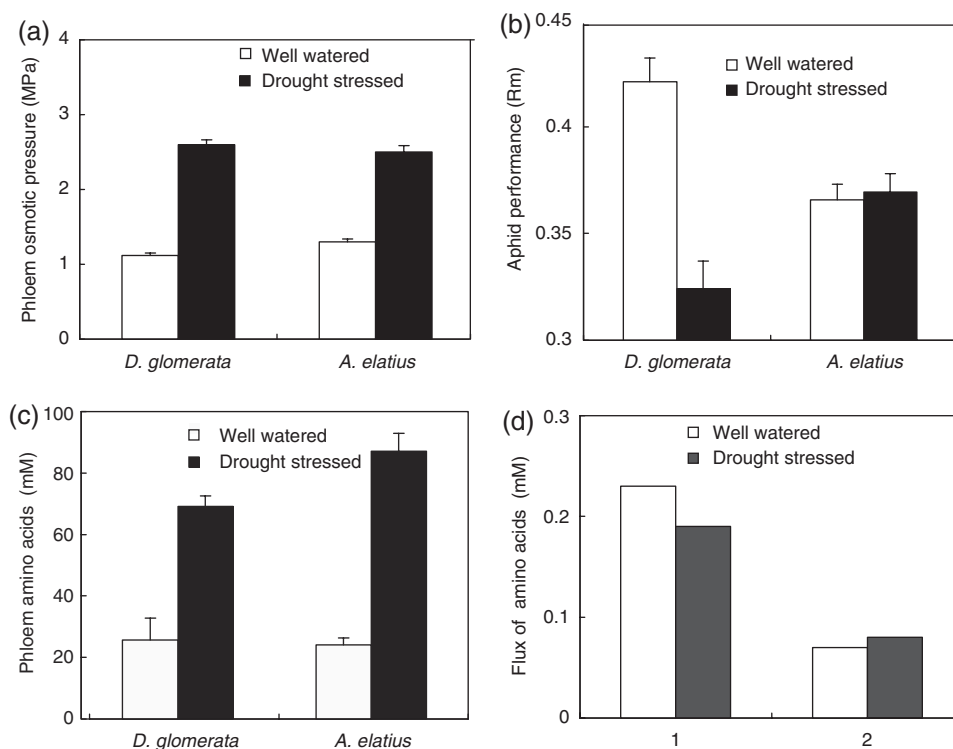 (a)
Phloem osmotic pressure (MPa)
4
3
2
1
0
Well watered
Drought stressed
D. glomerata
A. elatius
(b)
Aphid performance (Rm)
0.45
0.4
0.35
0.3
Well watered
Drought stressed
D. glomerata
A. elatius
(c)
Phloem amino acids (mM)
100
80
60
40
20
0
Well watered
Drought stressed
D. glomerata
A. elatius
(d)
Flux of amino acids (mM)
0.3
0.2
0.1
0
Well watered
Drought stressed
1
2